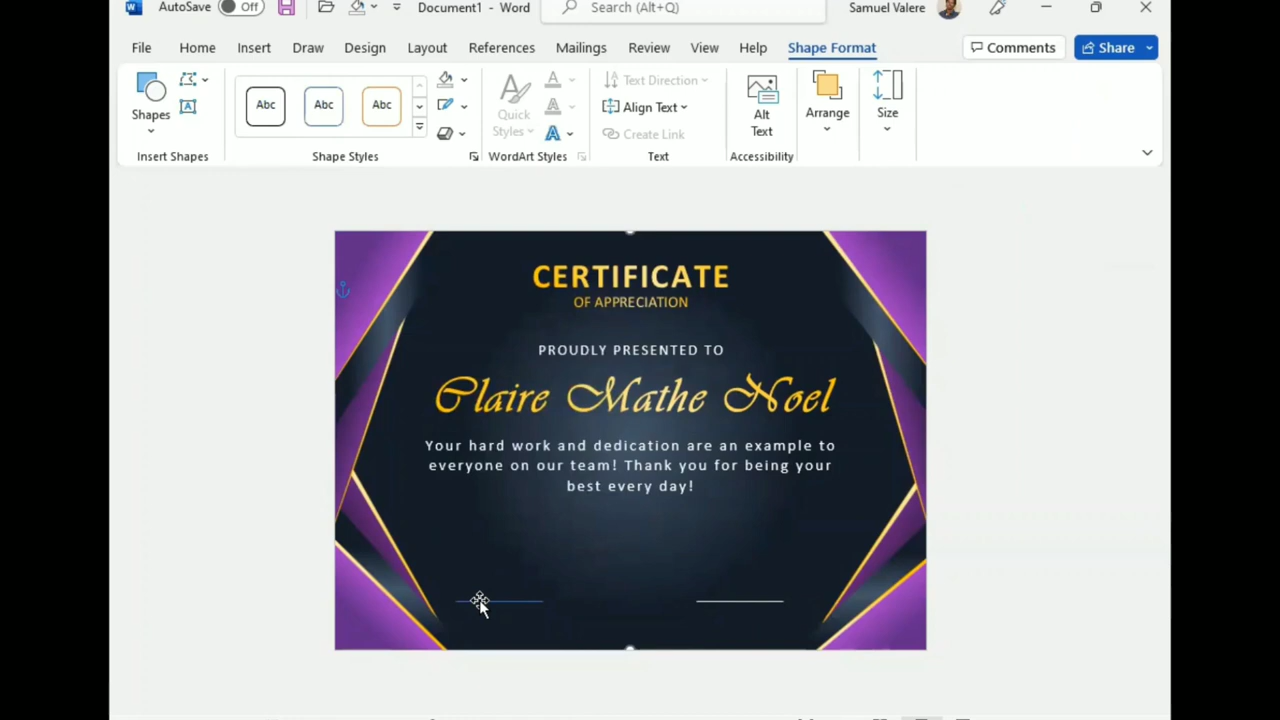 AutoSave Off Document1 - Word Search (Alt+Q) Samuel Valere
File Home Insert Draw Design Layout References Mailings Review View Help Shape Format Comments Share
Shapes
Insert Shapes
Abc Abc Abc
Shape Styles
Quick Styles
WordArt Styles
Text Direction
Align Text
Create Link
Text
Alt Text
Accessibility
Arrange
Size
CERTIFICATE
OF APPRECIATION
PROUDLY PRESENTED TO
Claire Mathe Noel
Your hard work and dedication are an example to
everyone on our team! Thank you for being your
best every day!